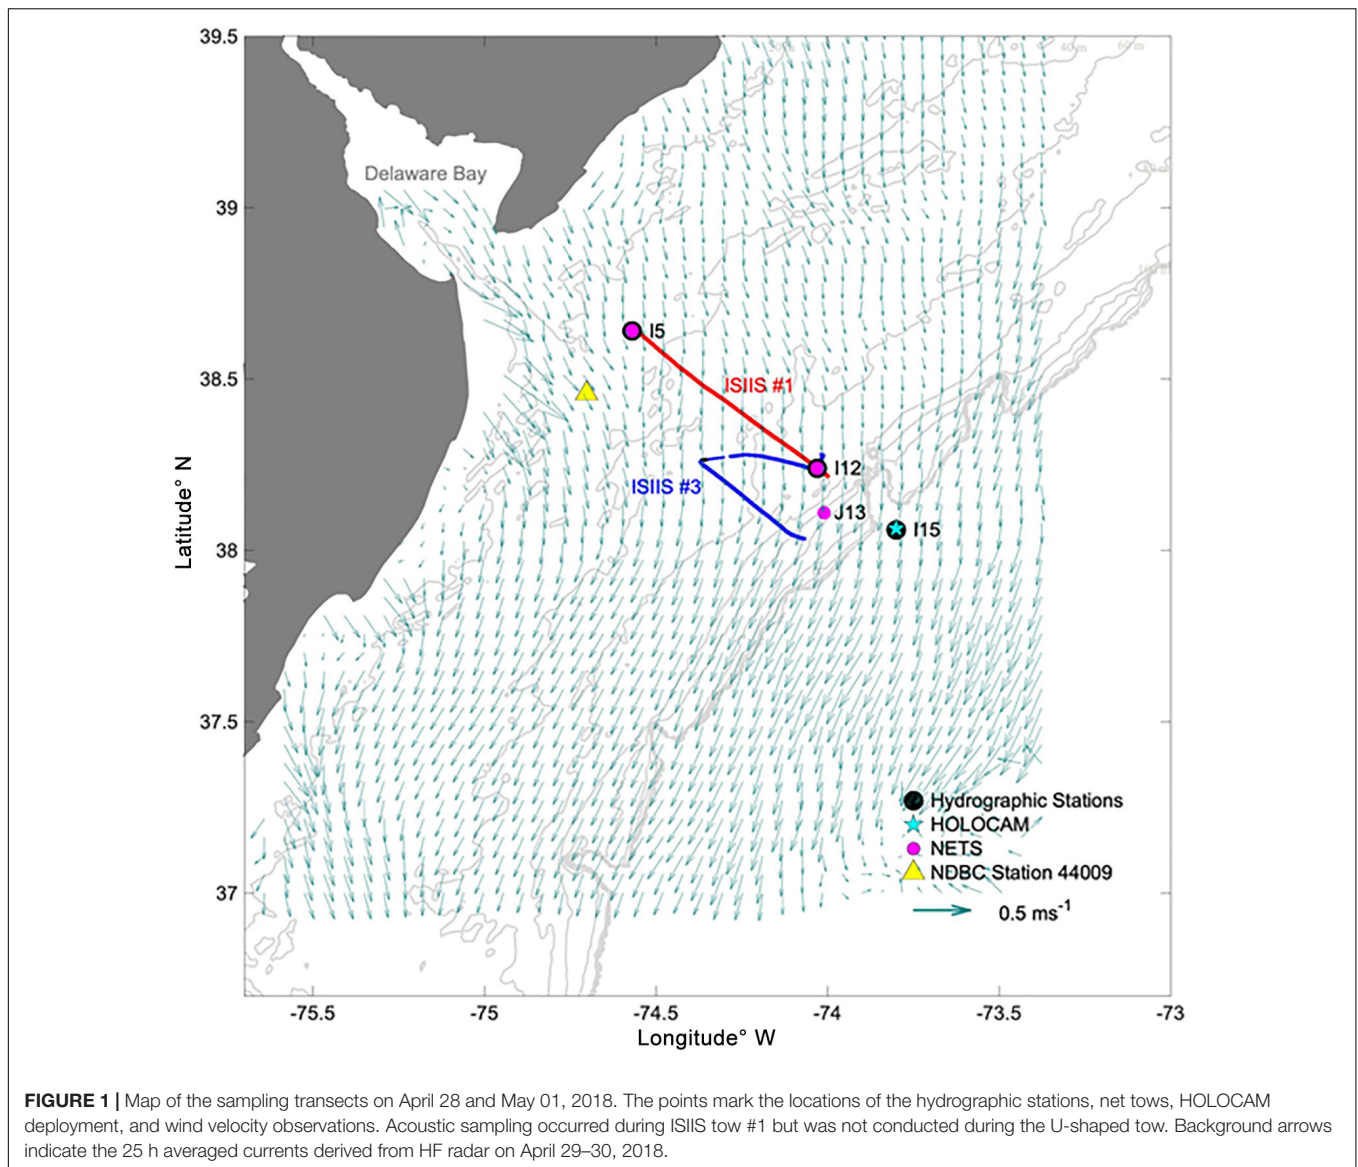 39.5
20 m
40 m
60 m
Delaware Bay
39
I5
38.5
ISIIS #1
I12
ISIIS #3
J13
I15
38
Latitude° N
37.5
Hydrographic Stations
HOLOCAM
NETS
NDBC Station 44009
37
0.5 ms-1
-75.5
-75
-74.5
-74
-73.5
-73
Longitude° W
FIGURE 1 | Map of the sampling transects on April 28 and May 01, 2018. The points mark the locations of the hydrographic stations, net tows, HOLOCAM
deployment, and wind velocity observations. Acoustic sampling occurred during ISIIS tow #1 but was not conducted during the U-shaped tow. Background arrows
indicate the 25 h averaged currents derived from HF radar on April 29–30, 2018.